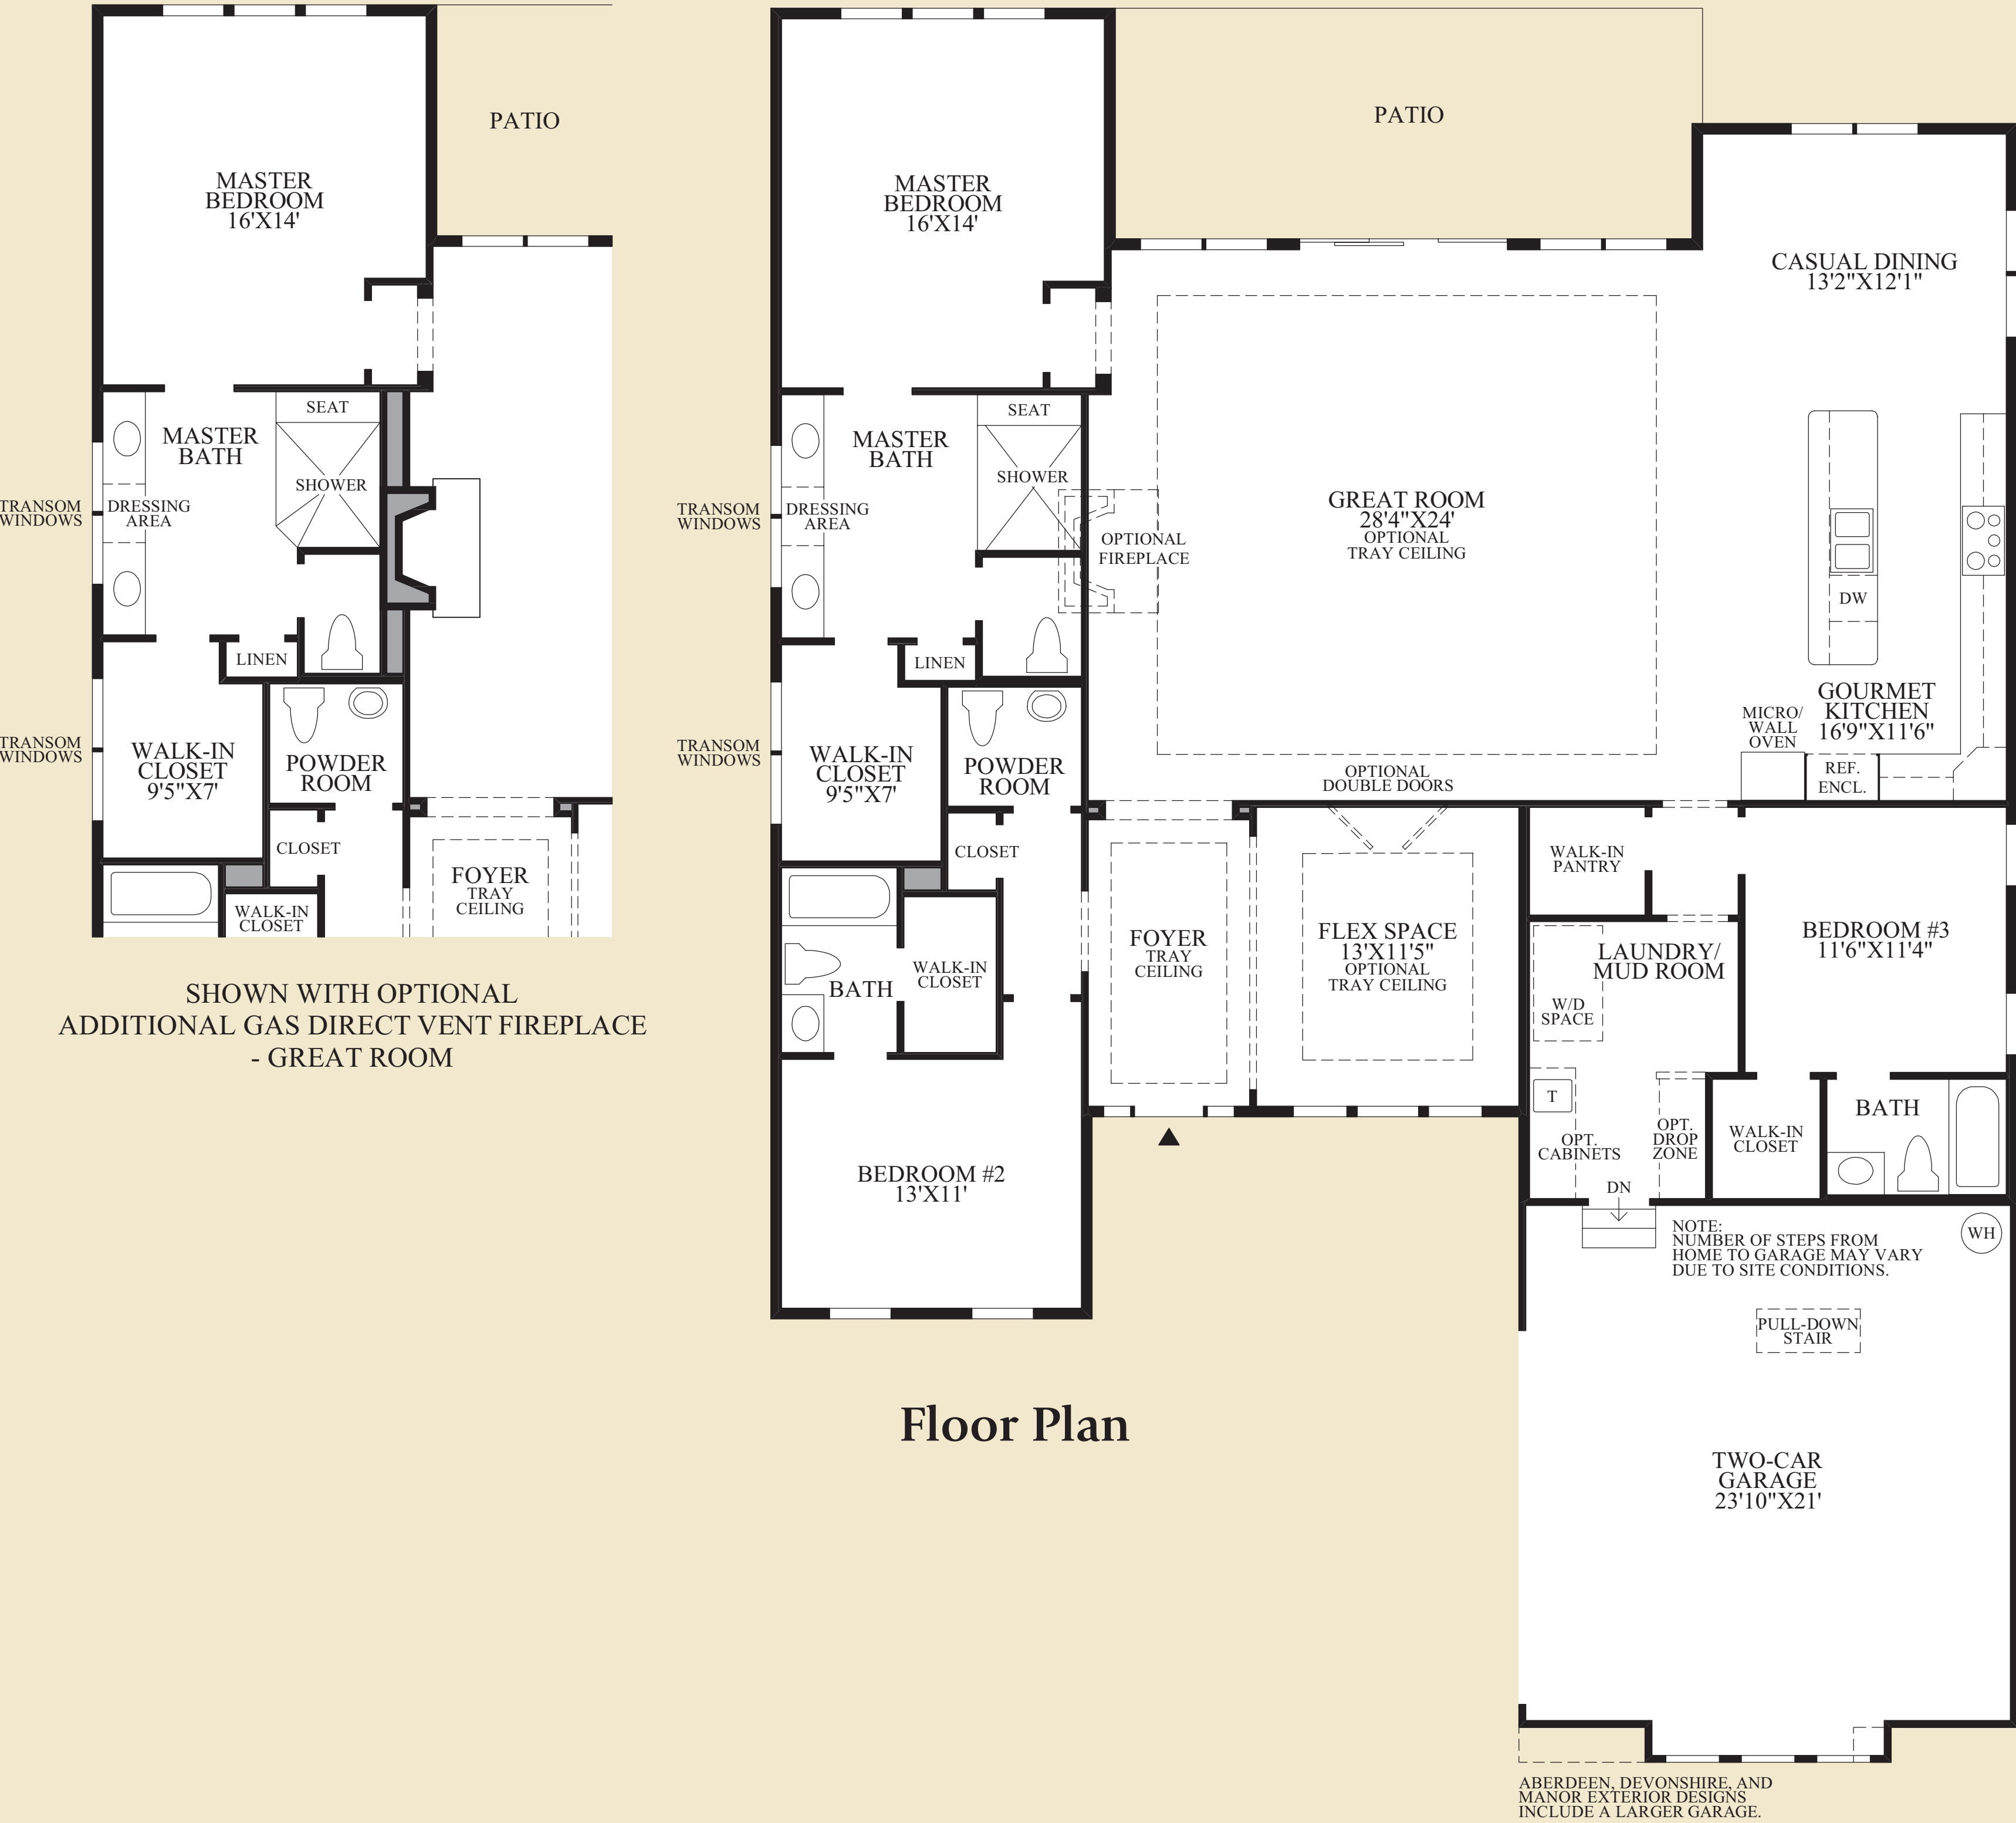 PATIO
MASTER
BEDROOM
16'X14'
SEAT
MASTER
BATH
SHOWER
TRANSOM
WINDOWS
DRESSING
AREA
LINEN
TRANSOM
WINDOWS
WALK-IN
CLOSET
9'5"X7'
POWDER
ROOM
CLOSET
FOYER
TRAY
CEILING
WALK-IN
CLOSET
SHOWN WITH OPTIONAL
ADDITIONAL GAS DIRECT VENT FIREPLACE
- GREAT ROOM
PATIO
MASTER
BEDROOM
16'X14'
CASUAL DINING
13'2"X12'1"
SEAT
MASTER
BATH
SHOWER
TRANSOM
WINDOWS
DRESSING
AREA
OPTIONAL
FIREPLACE
GREAT ROOM
28'4"X24'
OPTIONAL
TRAY CEILING
DW
LINEN
GOURMET
KITCHEN
16'9"X11'6"
MICRO/
WALL
OVEN
REF.
ENCL.
TRANSOM
WINDOWS
WALK-IN
CLOSET
9'5"X7'
POWDER
ROOM
OPTIONAL
DOUBLE DOORS
CLOSET
WALK-IN
PANTRY
FOYER
TRAY
CEILING
FLEX SPACE
13'X11'5"
OPTIONAL
TRAY CEILING
LAUNDRY/
MUD ROOM
BEDROOM #3
11'6"X11'4"
BATH
WALK-IN
CLOSET
W/D
SPACE
T
OPT.
CABINETS
OPT.
DROP
ZONE
WALK-IN
CLOSET
BATH
BEDROOM #2
13'X11'
DN
NOTE:
NUMBER OF STEPS FROM
HOME TO GARAGE MAY VARY
DUE TO SITE CONDITIONS.
WH
PULL-DOWN
STAIR
Floor Plan
TWO-CAR
GARAGE
23'10"X21'
ABERDEEN, DEVONSHIRE, AND
MANOR EXTERIOR DESIGNS
INCLUDE A LARGER GARAGE.